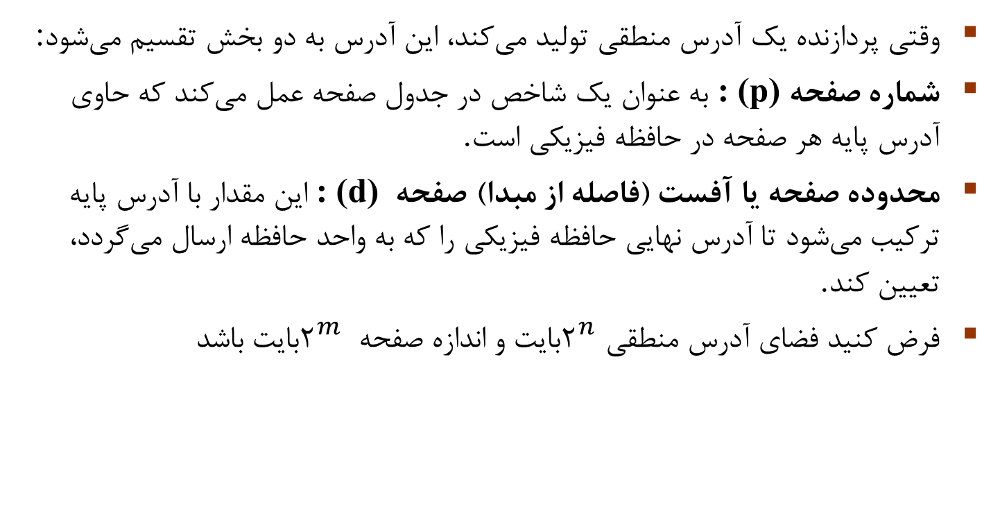 ▪ وقتی پردازنده یک آدرس منطقی تولید می‌کند، این آدرس به دو بخش تقسیم می‌شود:
▪ شماره صفحه (p) : به عنوان یک شاخص در جدول صفحه عمل می‌کند که حاوی
آدرس پایه هر صفحه در حافظه فیزیکی است.
▪ محدوده صفحه یا آفست (فاصله از مبدا) صفحه (d) : این مقدار با آدرس پایه
ترکیب می‌شود تا آدرس نهایی حافظه فیزیکی را که به واحد حافظه ارسال می‌گردد،
تعیین کند.
▪ فرض کنید فضای آدرس منطقی ۲ⁿبایت و اندازه صفحه ۲ᵐبایت باشد